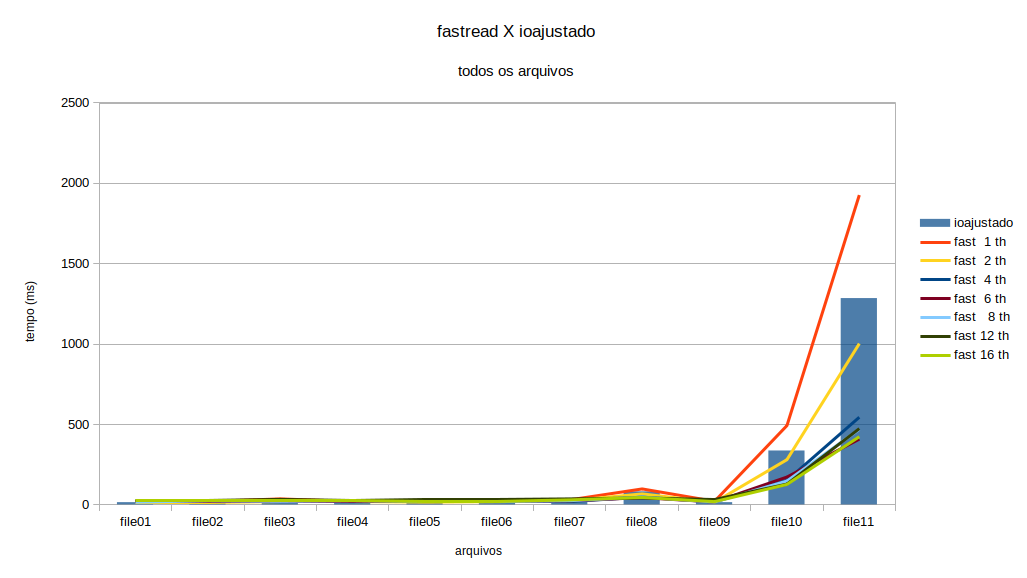 fastread X ioajustado
todos os arquivos
2500
2000
1500
1000
500
0
tempo (ms)
file01 file02 file03 file04 file05 file06 file07 file08 file09 file10 file11
arquivos
ioajustado
fast 1 th
fast 2 th
fast 4 th
fast 6 th
fast 8 th
fast 12 th
fast 16 th